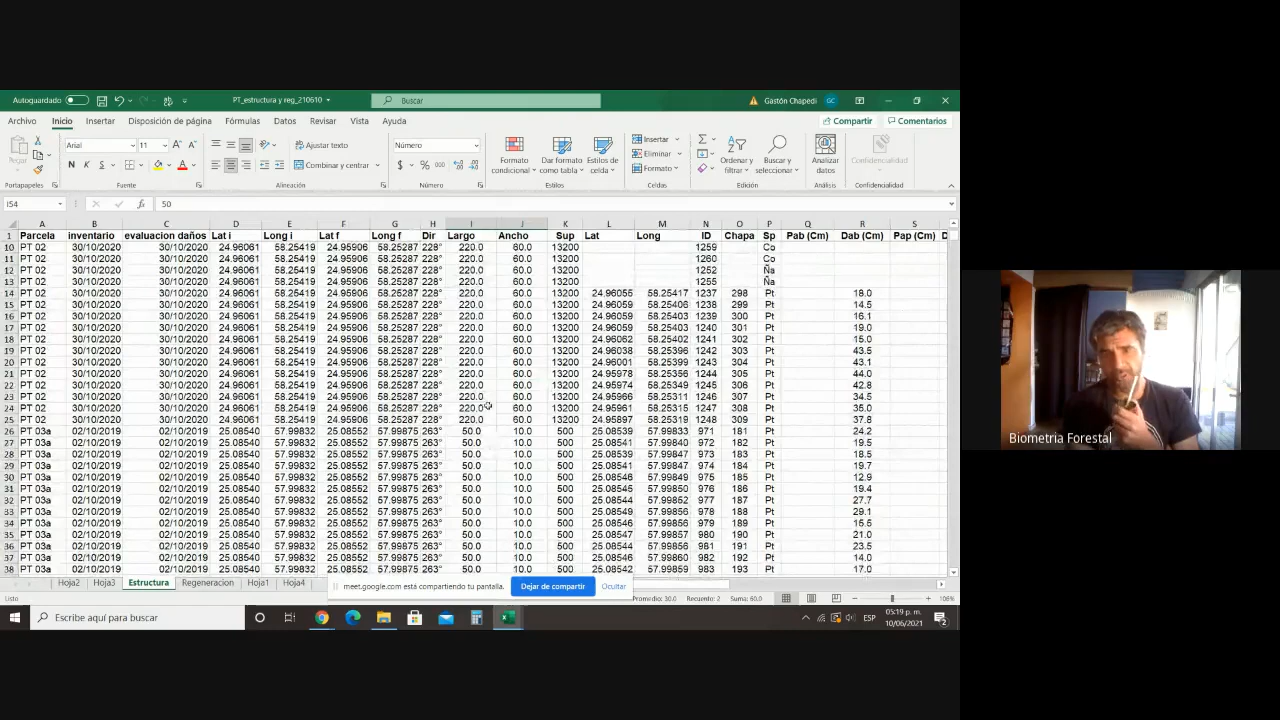 Autoguardado PT_estructura y reg_210610 Buscar Gastón Chapedi GC
Archivo Inicio Insertar Disposición de página Fórmulas Datos Revisar Vista Ayuda Compartir Comentarios
Pegar Arial 11 Ajustar texto Número Formato condicional Dar formato como tabla Estilos de celda Insertar Ordenar y filtrar Buscar y seleccionar Analizar datos Confidencialidad
N K S Combinar y centrar $ % 000 Eliminar
Formato
Portapapeles Fuente Alineación Número Estilos Celdas Edición Análisis Confidencialidad
I54 fx 50
A B C D E F G H I J K L M N O P Q R S
1 Parcela inventario evaluacion daños Lat i Long i Lat f Long f Dir Largo Ancho Sup Lat Long ID Chapa Sp Pab (Cm) Dab (Cm) Pap (Cm) D
10 PT 02 30/10/2020 30/10/2020 24.96061 58.25419 24.95906 58.25287 228° 220.0 60.0 13200 1259 Co
11 PT 02 30/10/2020 30/10/2020 24.96061 58.25419 24.95906 58.25287 228° 220.0 60.0 13200 1260 Co
12 PT 02 30/10/2020 30/10/2020 24.96061 58.25419 24.95906 58.25287 228° 220.0 60.0 13200 1252 Ña
13 PT 02 30/10/2020 30/10/2020 24.96061 58.25419 24.95906 58.25287 228° 220.0 60.0 13200 1255 Ña
14 PT 02 30/10/2020 30/10/2020 24.96061 58.25419 24.95906 58.25287 228° 220.0 60.0 13200 24.96055 58.25417 1237 298 Pt 18.0
15 PT 02 30/10/2020 30/10/2020 24.96061 58.25419 24.95906 58.25287 228° 220.0 60.0 13200 24.96059 58.25406 1238 299 Pt 14.5
16 PT 02 30/10/2020 30/10/2020 24.96061 58.25419 24.95906 58.25287 228° 220.0 60.0 13200 24.96059 58.25403 1239 300 Pt 16.1
17 PT 02 30/10/2020 30/10/2020 24.96061 58.25419 24.95906 58.25287 228° 220.0 60.0 13200 24.96059 58.25403 1240 301 Pt 19.0
18 PT 02 30/10/2020 30/10/2020 24.96061 58.25419 24.95906 58.25287 228° 220.0 60.0 13200 24.96062 58.25402 1241 302 Pt 15.0
19 PT 02 30/10/2020 30/10/2020 24.96061 58.25419 24.95906 58.25287 228° 220.0 60.0 13200 24.96038 58.25396 1242 303 Pt 43.5
20 PT 02 30/10/2020 30/10/2020 24.96061 58.25419 24.95906 58.25287 228° 220.0 60.0 13200 24.96001 58.25399 1243 304 Pt 43.1
21 PT 02 30/10/2020 30/10/2020 24.96061 58.25419 24.95906 58.25287 228° 220.0 60.0 13200 24.95978 58.25356 1244 305 Pt 44.0
22 PT 02 30/10/2020 30/10/2020 24.96061 58.25419 24.95906 58.25287 228° 220.0 60.0 13200 24.95974 58.25349 1245 306 Pt 42.8
23 PT 02 30/10/2020 30/10/2020 24.96061 58.25419 24.95906 58.25287 228° 220.0 60.0 13200 24.95966 58.25311 1246 307 Pt 34.5
24 PT 02 30/10/2020 30/10/2020 24.96061 58.25419 24.95906 58.25287 228° 220.0 60.0 13200 24.95961 58.25315 1247 308 Pt 35.0
25 PT 02 30/10/2020 30/10/2020 24.96061 58.25419 24.95906 58.25287 228° 220.0 60.0 13200 24.95897 58.25319 1248 309 Pt 37.8
26 PT 03a 02/10/2019 02/10/2019 25.08540 57.99832 25.08552 57.99875 263° 50.0 10.0 500 25.08539 57.99833 971 181 Pt 24.2
27 PT 03a 02/10/2019 02/10/2019 25.08540 57.99832 25.08552 57.99875 263° 50.0 10.0 500 25.08541 57.99840 972 182 Pt 19.5
28 PT 03a 02/10/2019 02/10/2019 25.08540 57.99832 25.08552 57.99875 263° 50.0 10.0 500 25.08539 57.99847 973 183 Pt 18.5
29 PT 03a 02/10/2019 02/10/2019 25.08540 57.99832 25.08552 57.99875 263° 50.0 10.0 500 25.08541 57.99847 974 184 Pt 19.7
30 PT 03a 02/10/2019 02/10/2019 25.08540 57.99832 25.08552 57.99875 263° 50.0 10.0 500 25.08546 57.99849 975 185 Pt 12.9
31 PT 03a 02/10/2019 02/10/2019 25.08540 57.99832 25.08552 57.99875 263° 50.0 10.0 500 25.08546 57.99850 976 186 Pt 19.4
32 PT 03a 02/10/2019 02/10/2019 25.08540 57.99832 25.08552 57.99875 263° 50.0 10.0 500 25.08544 57.99852 977 187 Pt 27.7
33 PT 03a 02/10/2019 02/10/2019 25.08540 57.99832 25.08552 57.99875 263° 50.0 10.0 500 25.08546 57.99858 978 188 Pt 29.1
34 PT 03a 02/10/2019 02/10/2019 25.08540 57.99832 25.08552 57.99875 263° 50.0 10.0 500 25.08546 57.99856 979 189 Pt 15.5
35 PT 03a 02/10/2019 02/10/2019 25.08540 57.99832 25.08552 57.99875 263° 50.0 10.0 500 25.08547 57.99854 980 190 Pt 21.0
36 PT 03a 02/10/2019 02/10/2019 25.08540 57.99832 25.08552 57.99875 263° 50.0 10.0 500 25.08544 57.99856 981 191 Pt 23.5
37 PT 03a 02/10/2019 02/10/2019 25.08540 57.99832 25.08552 57.99875 263° 50.0 10.0 500 25.08546 57.99860 982 192 Pt 14.0
38 PT 03a 02/10/2019 02/10/2019 25.08540 57.99832 25.08552 57.99875 263° 50.0 10.0 500 25.08542 57.99859 983 193 Pt 17.0
Hoja2 Hoja3 Estructura Regeneracion Hoja1 Hoja4
meet.google.com está compartiendo tu pantalla. Dejar de compartir Ocultar
Listo Promedio: 30.0 Recuento: 2 Suma: 60.0 106%
Escribe aquí para buscar ESP 05:19 p. m.
10/06/2021 2
Biometría Forestal